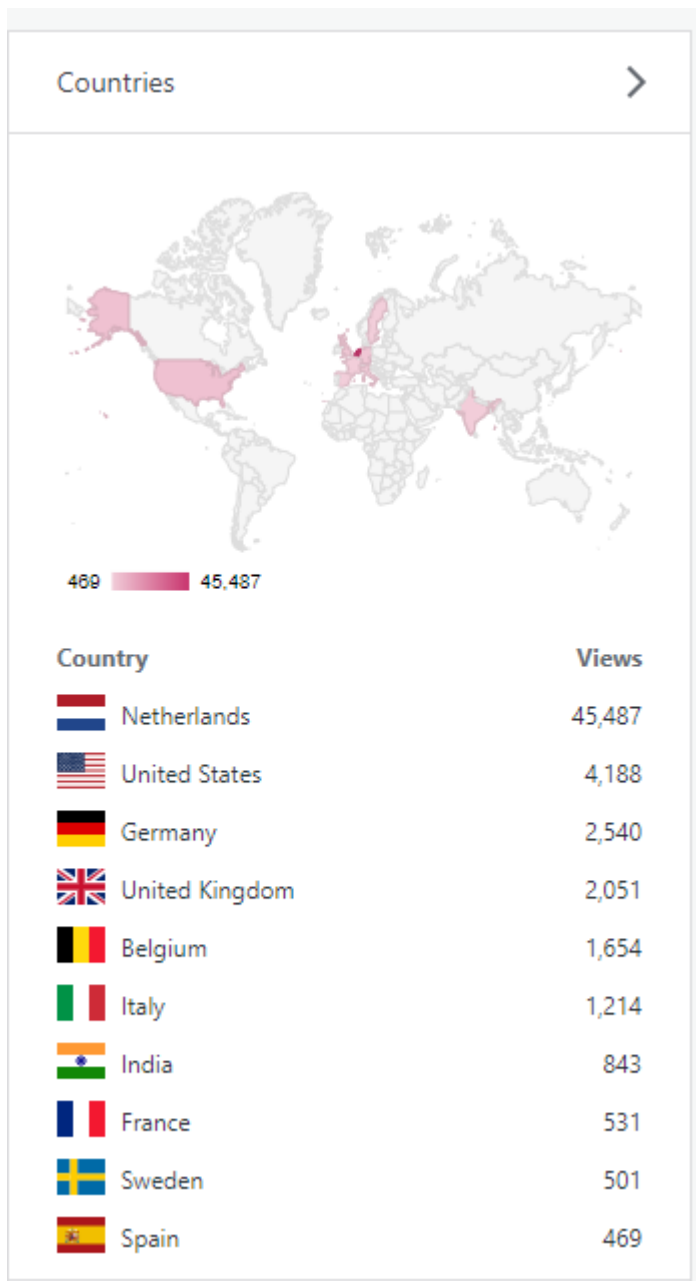 Countries
469 45,487
Country Views
Netherlands 45,487
United States 4,188
Germany 2,540
United Kingdom 2,051
Belgium 1,654
Italy 1,214
India 843
France 531
Sweden 501
Spain 469